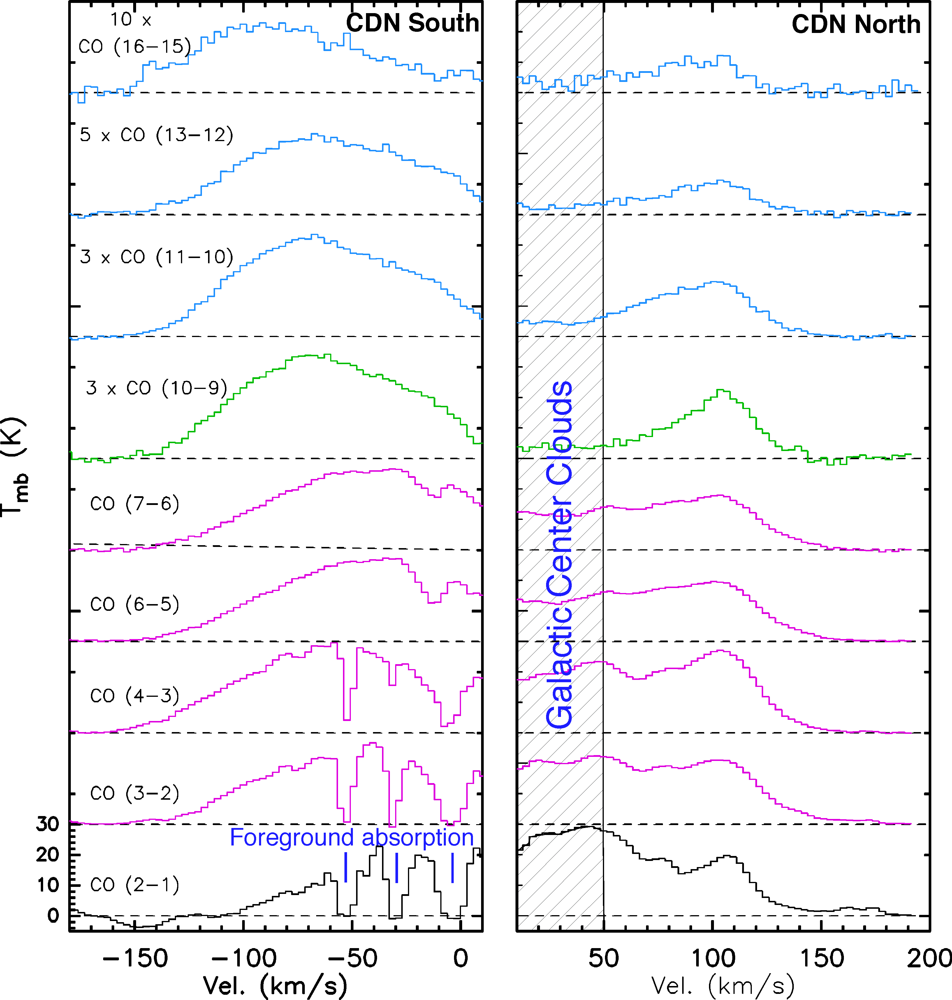 10 x
CO (16−15)
CDN South
CDN North
5 x CO (13−12)
3 x CO (11−10)
3 x CO (10−9)
CO (7−6)
CO (6−5)
CO (4−3)
CO (3−2)
CO (2−1)
Tmb (K)
Galactic Center Clouds
Foreground absorption
30
20
10
0
−150 −100 −50 0
50 100 150 200
Vel. (km/s)
Vel. (km/s)